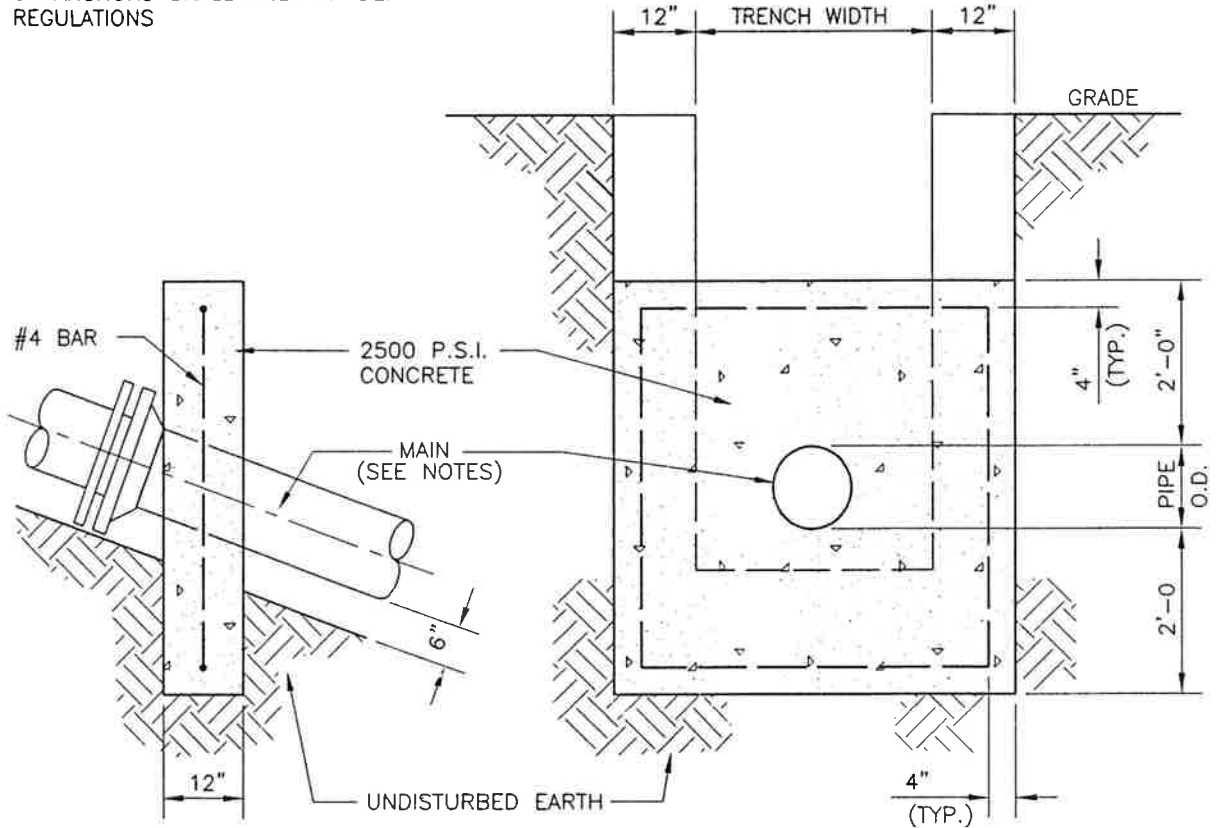 REGULATIONS
12"
TRENCH WIDTH
12"
GRADE
#4 BAR
2500 P.S.I.
CONCRETE
4"
(TYP.)
2'-0"
MAIN
(SEE NOTES)
PIPE
O.D.
6"
2'-0
12"
UNDISTURBED EARTH
4"
(TYP.)